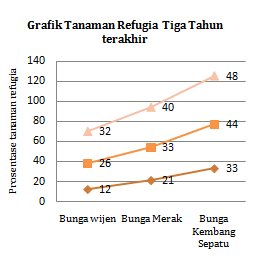 Grafik Tanaman Refugia Tiga Tahun
terakhir
Prosentase tanaman refugia
140
120
100
80
60
40
20
0
48
40
32
44
33
26
33
21
12
Bunga wijen Bunga Merak Bunga
Kembang
Sepatu